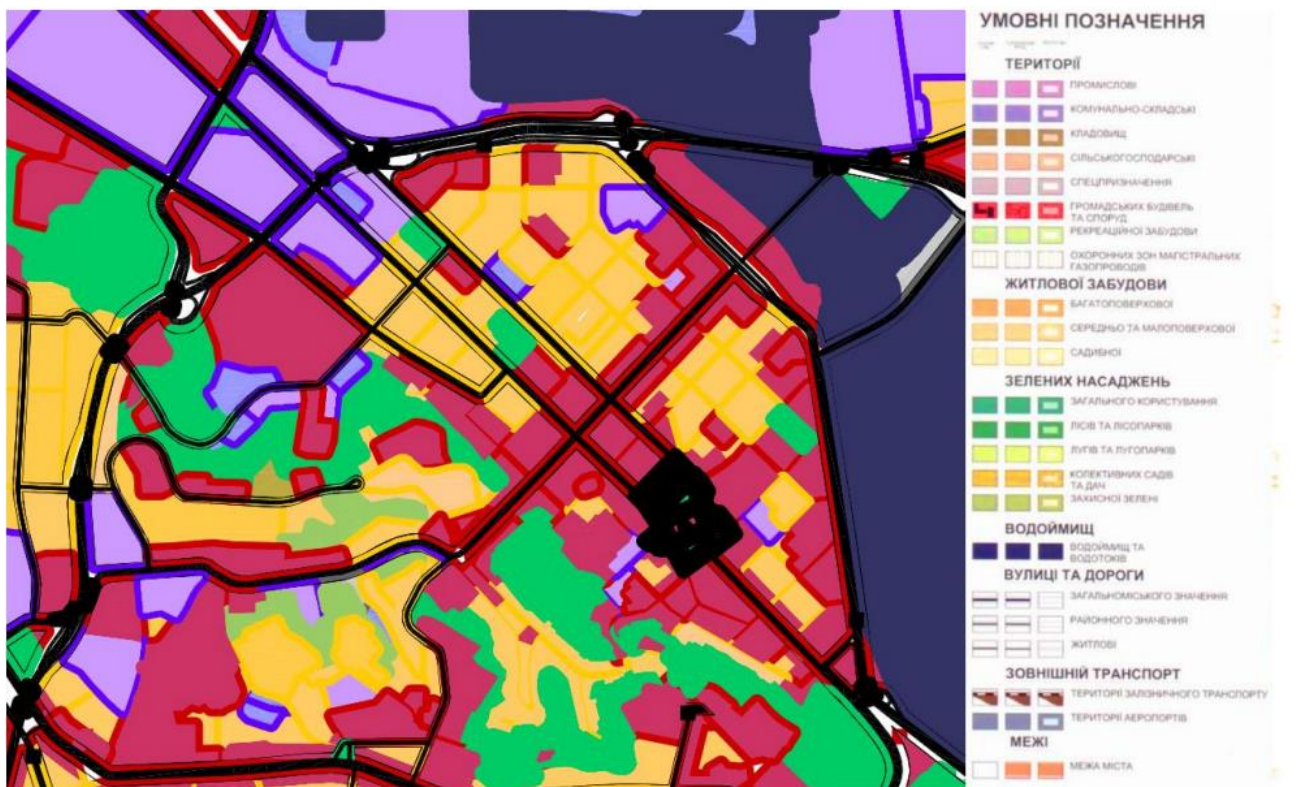 УМОВНІ ПОЗНАЧЕННЯ
ТЕРИТОРІЇ
ПРОМИСЛОВІ
КОМУНАЛЬНО-СКЛАДСЬКІ
КЛАДОВИЩ
СІЛЬСЬКОГОСПОДАРСЬКІ
СПЕЦПРИЗНАЧЕННЯ
ГРОМАДСЬКИХ БУДІВЕЛЬ
ТА СПОРУД
РЕКРЕАЦІЙНОЇ ЗАБУДОВИ
ОХОРОННИХ ЗОН МАГІСТРАЛЬНИХ
ГАЗОПРОВОДІВ
ЖИТЛОВОЇ ЗАБУДОВИ
БАГАТОПОВЕРХОВОЇ
СЕРЕДНЬО ТА МАЛОПОВЕРХОВОЇ
САДИБНОЇ
ЗЕЛЕНИХ НАСАДЖЕНЬ
ЗАГАЛЬНОГО КОРИСТУВАННЯ
ЛІСІВ ТА ЛІСОПАРКІВ
ЛУГІВ ТА ЛУГОПАРКІВ
КОЛЕКТИВНИХ САДІВ
ТА ДАЧ
ЗАХИСНОЇ ЗЕЛЕНІ
ВОДОЙМИЩ
ВОДОЙМИЩ ТА
ВОДОТОКІВ
ВУЛИЦІ ТА ДОРОГИ
ЗАГАЛЬНОМІСЬКОГО ЗНАЧЕННЯ
РАЙОННОГО ЗНАЧЕННЯ
ЖИТЛОВІ
ЗОВНІШНІЙ ТРАНСПОРТ
ТЕРИТОРІЇ ЗАЛІЗНИЧНОГО ТРАНСПОРТУ
ТЕРИТОРІЇ АЕРОПОРТІВ
МЕЖІ
МЕЖА МІСТА